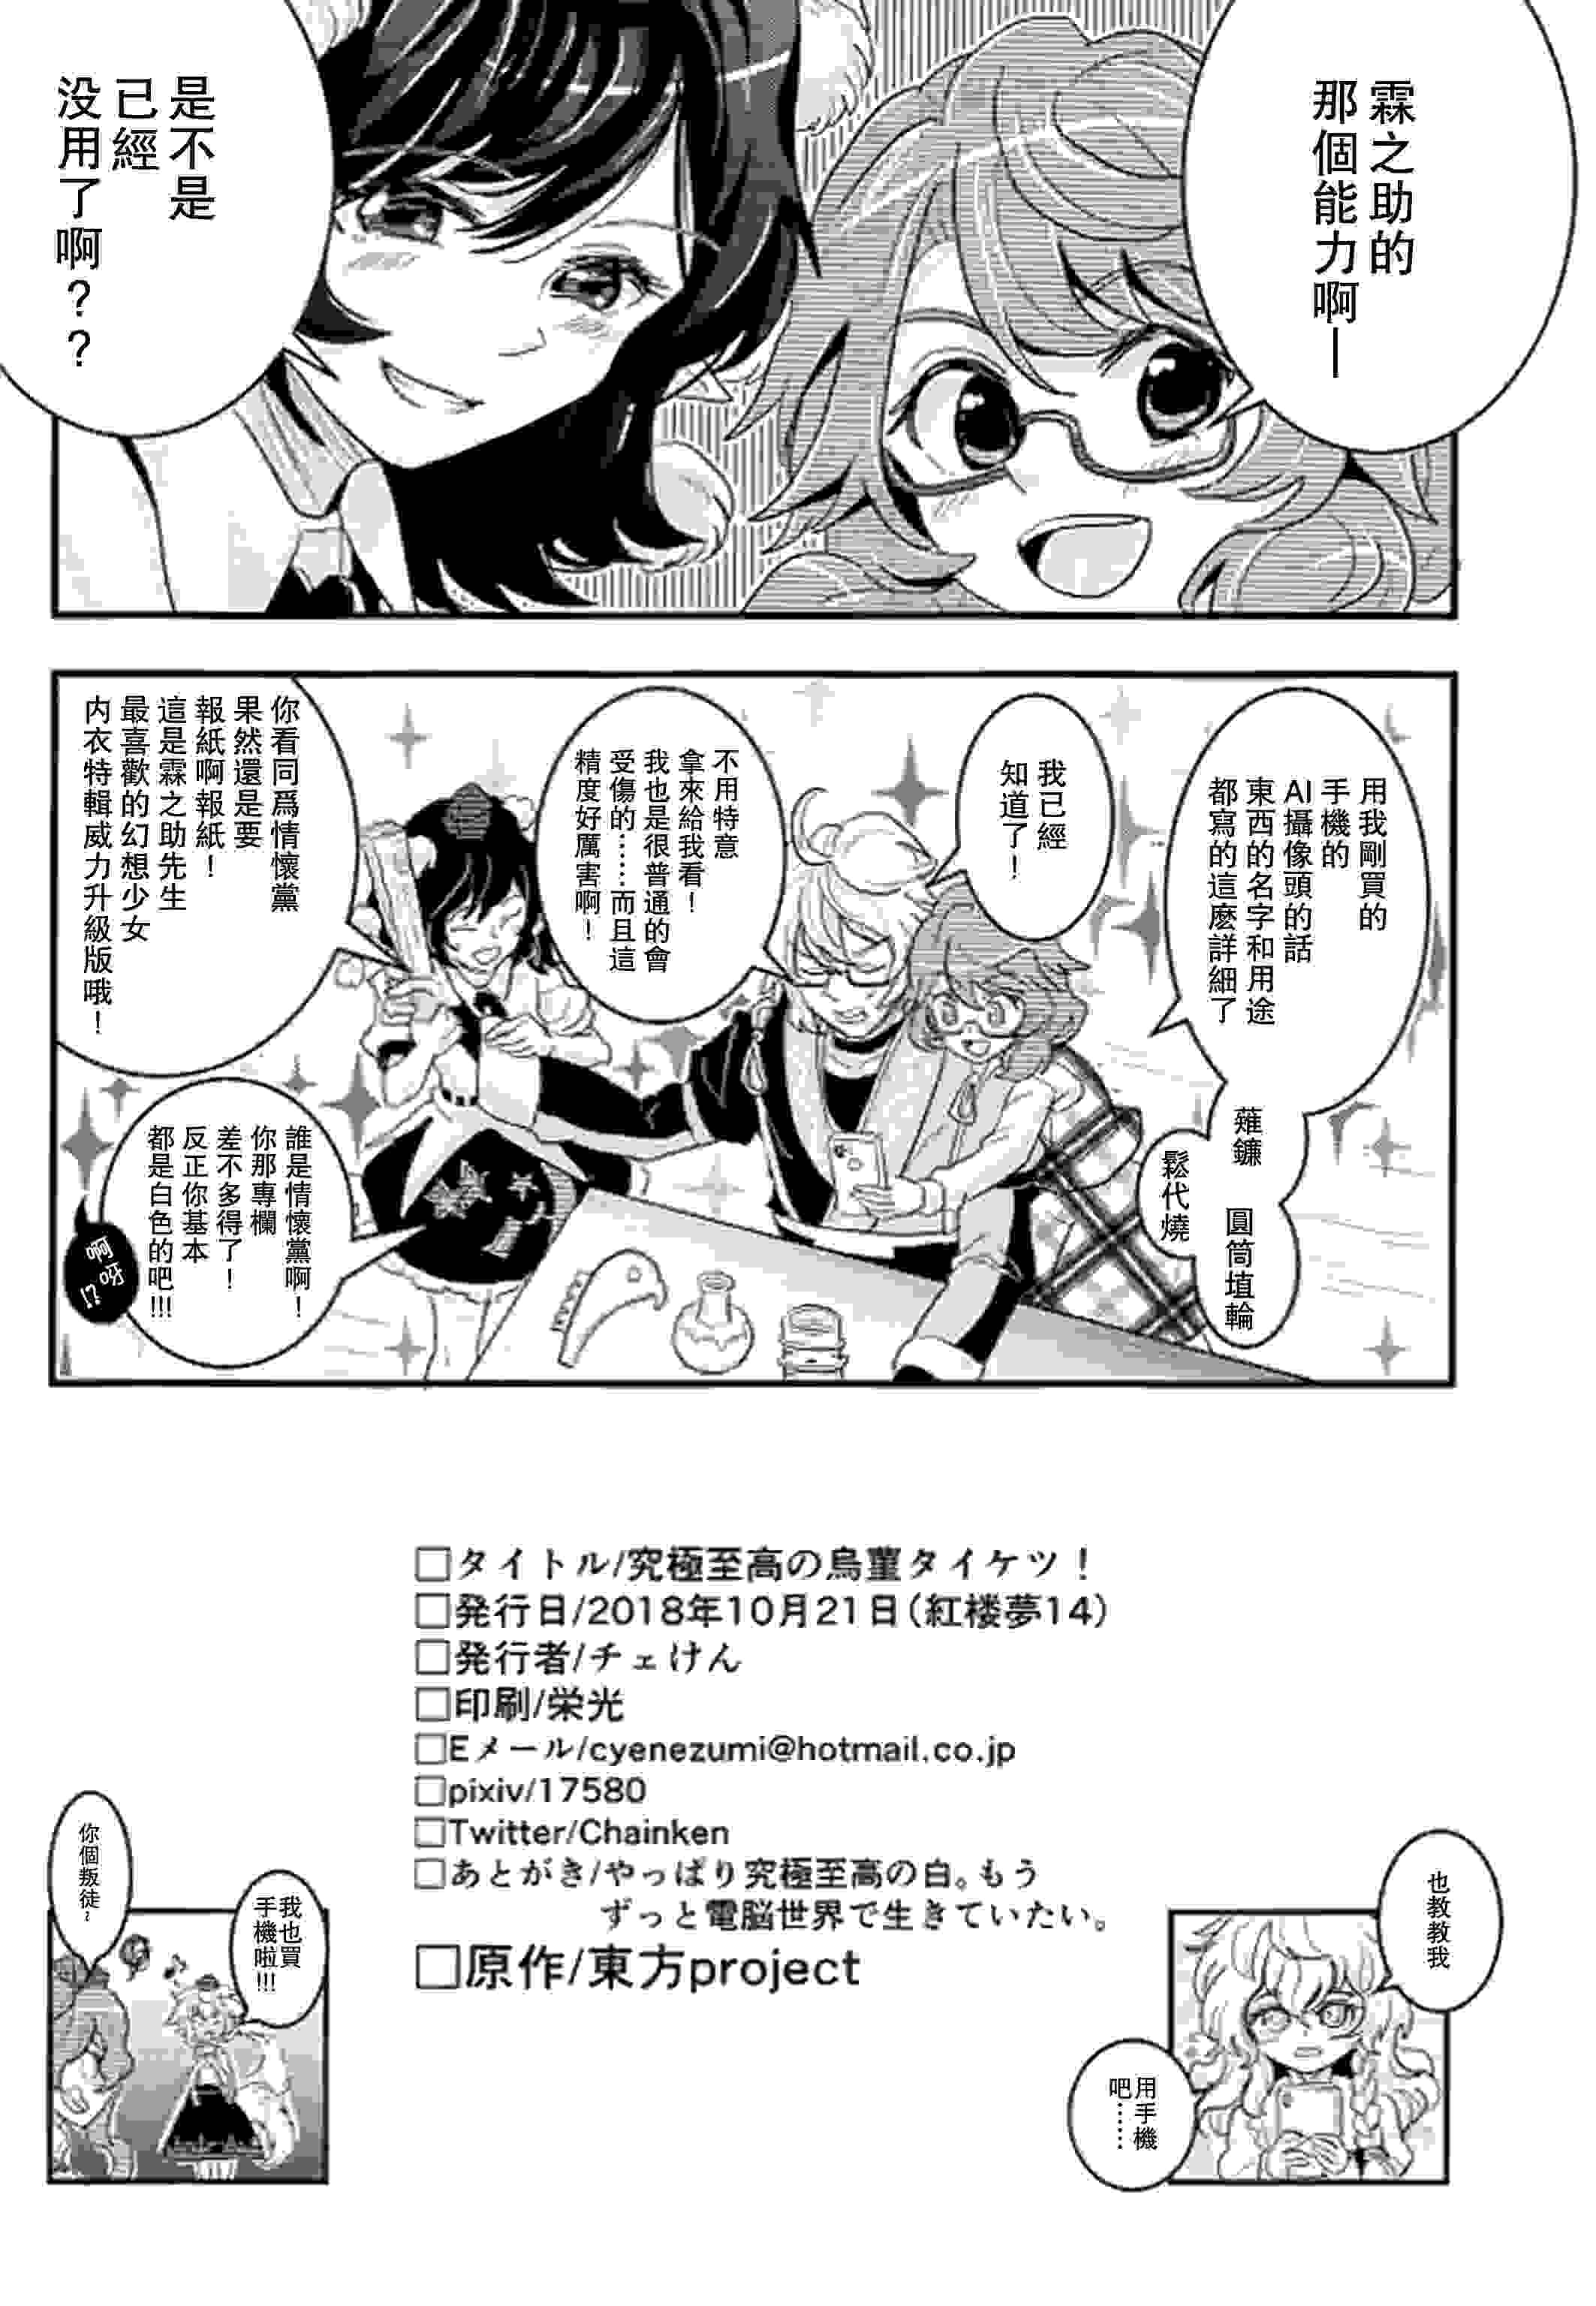 霖之助的
那個能力啊—
是不是
已經
没用了啊？？
用我剛買的
手機的
AI攝像頭的話
東西的名字和用途
都寫的這麼詳細了
薙鐮
圓筒埴輪
鬆代燒
我已經
知道了！
不用特意
拿來給我看！
我也是很普通的會
受傷的……而且這
精度好厲害啊！
你看同爲情懷黨
果然還是要
報紙啊報紙！
這是霖之助先生
最喜歡的幻想少女
内衣特輯威力升級版哦！
誰是情懷黨啊！
你那專欄
差不多得了！
反正你基本
都是白色的吧!!!
啊
呀
!?
□タイトル/究極至高の烏菫タイケツ！
□発行日/2018年10月21日（紅楼夢14）
□発行者/チェけん
□印刷/栄光
□Eメール/cyenezumi@hotmail.co.jp
□pixiv/17580
□Twitter/Chainken
□あとがき/やっぱり究極至高の白。もう
ずっと電脳世界で生きていたい。
□原作/東方project
也教教我
用手機
吧……
我也買
手機啦!!!
你個叛徒~